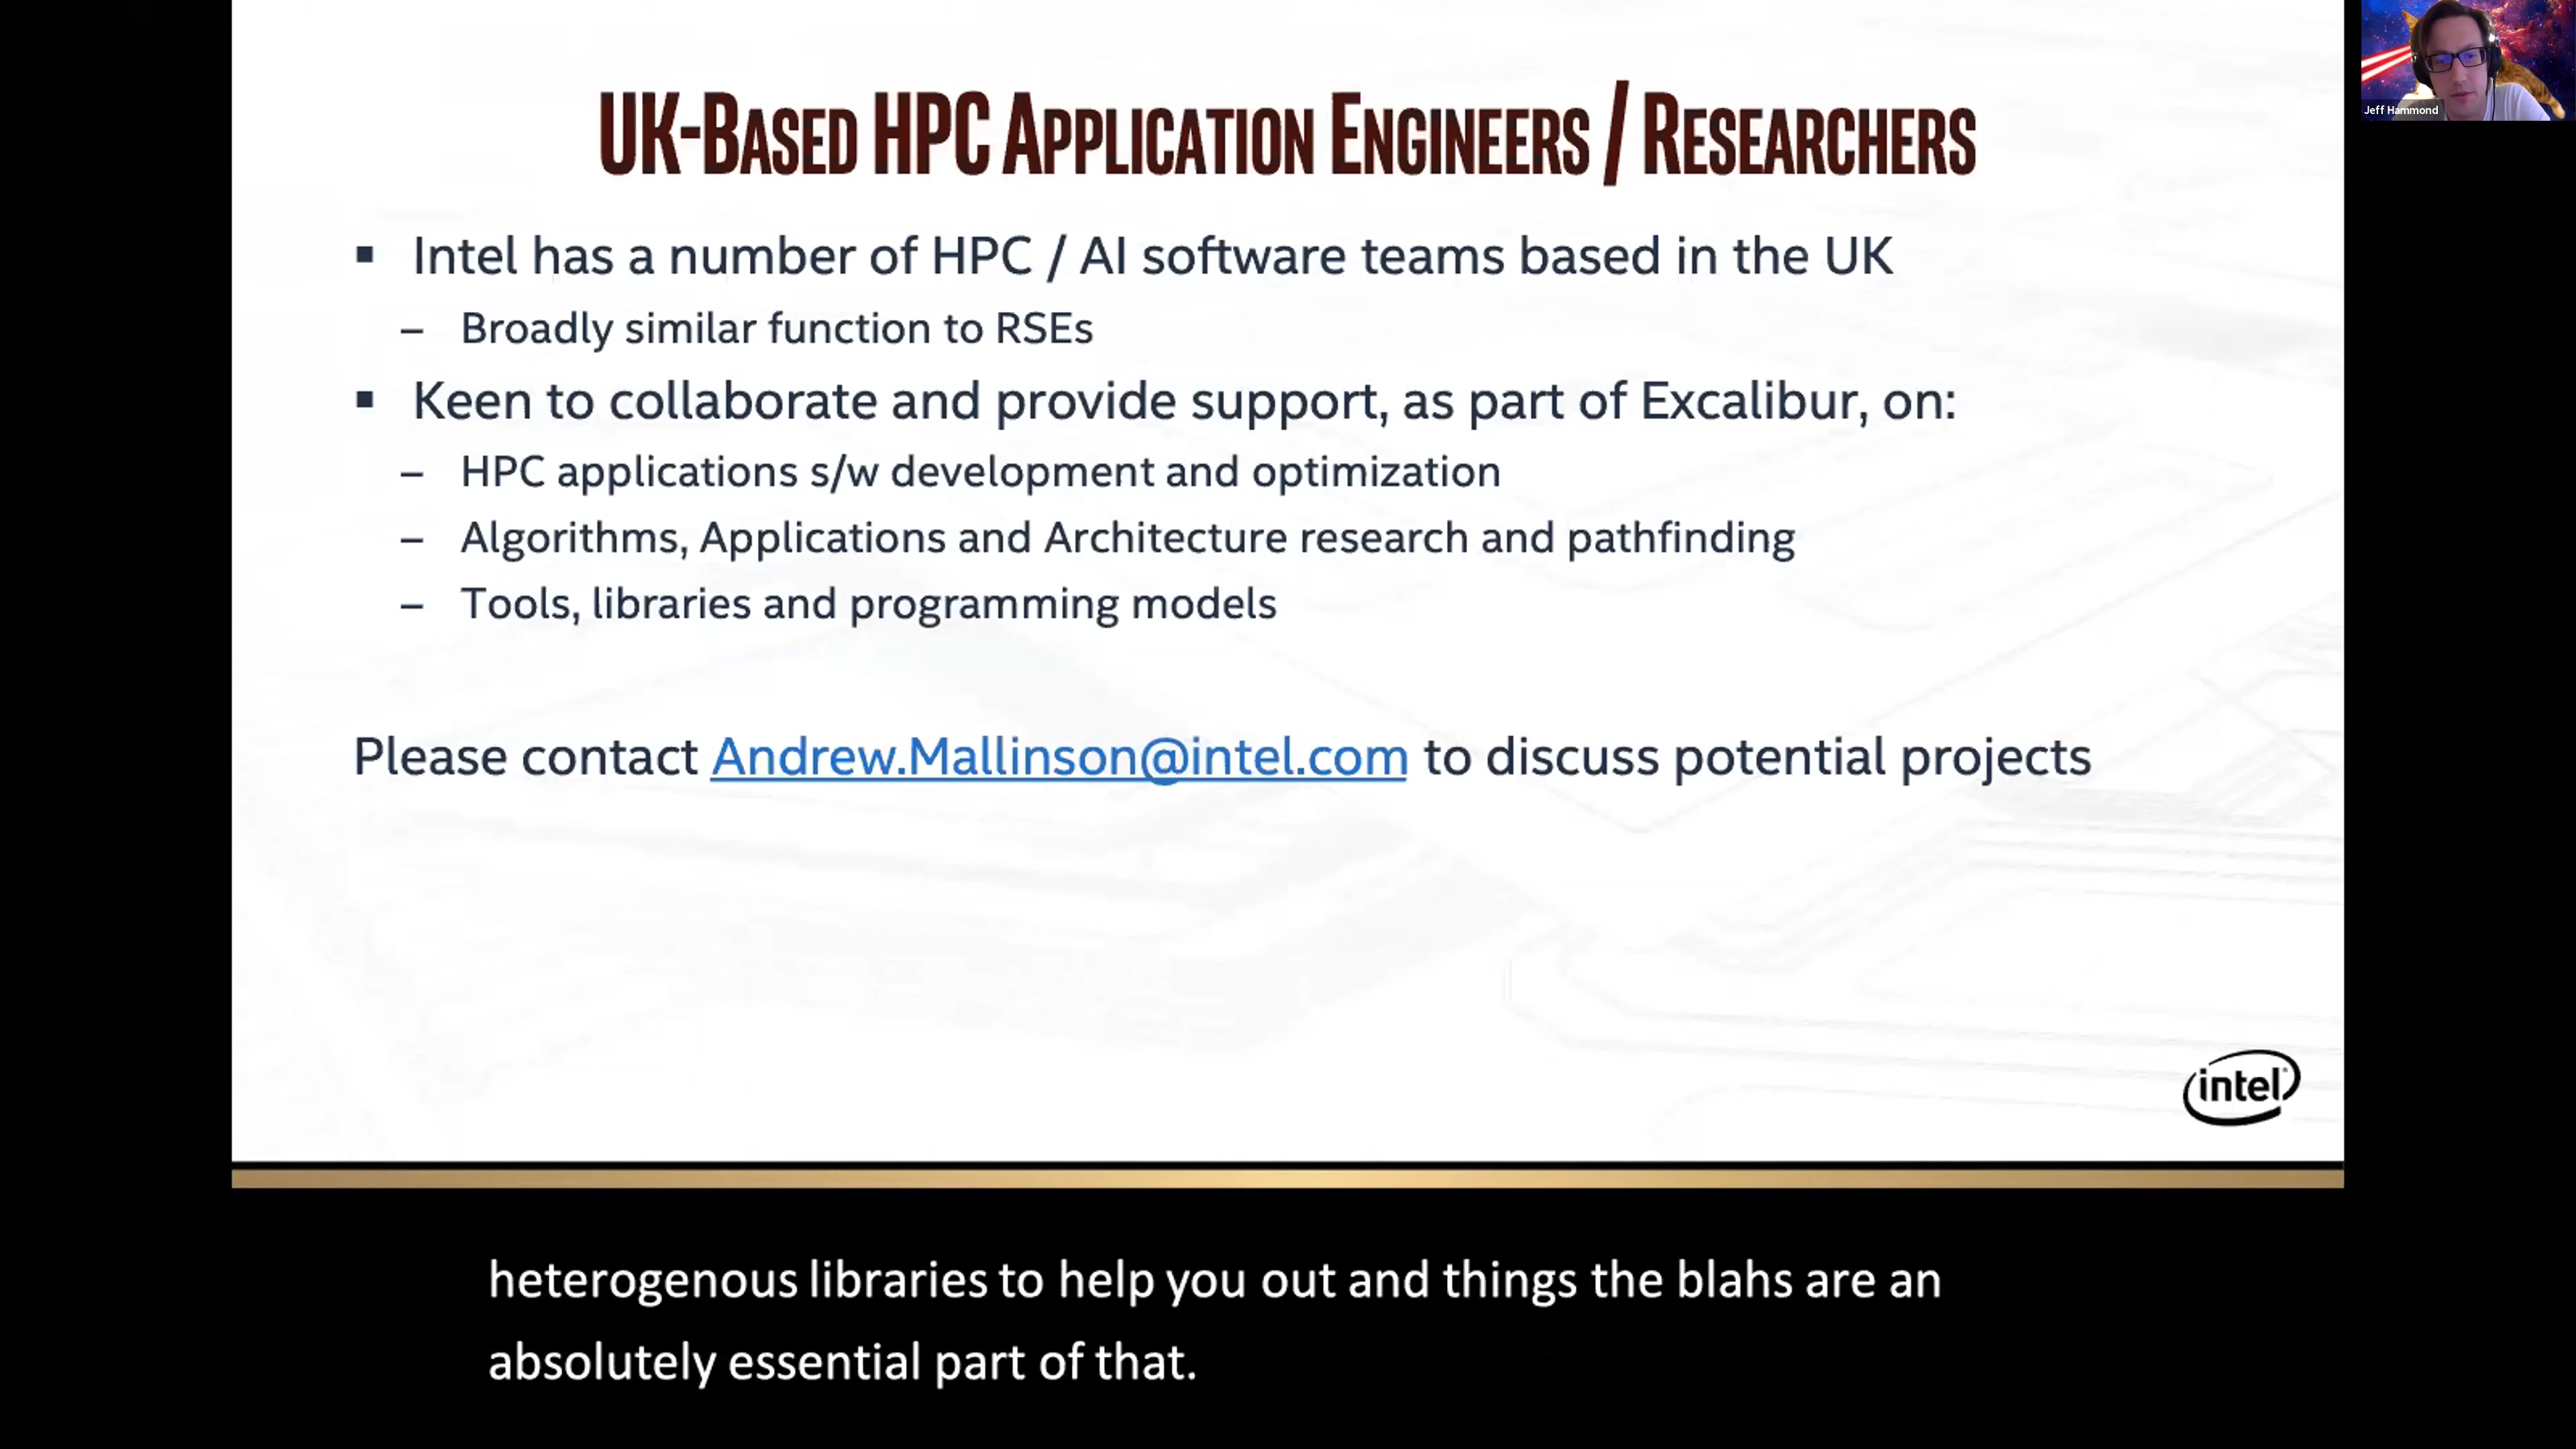 UK-BASED HPC APPLICATION ENGINEERS / RESEARCHERS
Jeff Hammond
▪ Intel has a number of HPC / AI software teams based in the UK
– Broadly similar function to RSEs
▪ Keen to collaborate and provide support, as part of Excalibur, on:
– HPC applications s/w development and optimization
– Algorithms, Applications and Architecture research and pathfinding
– Tools, libraries and programming models
Please contact Andrew.Mallinson@intel.com to discuss potential projects
intel
heterogenous libraries to help you out and things the blahs are an
absolutely essential part of that.